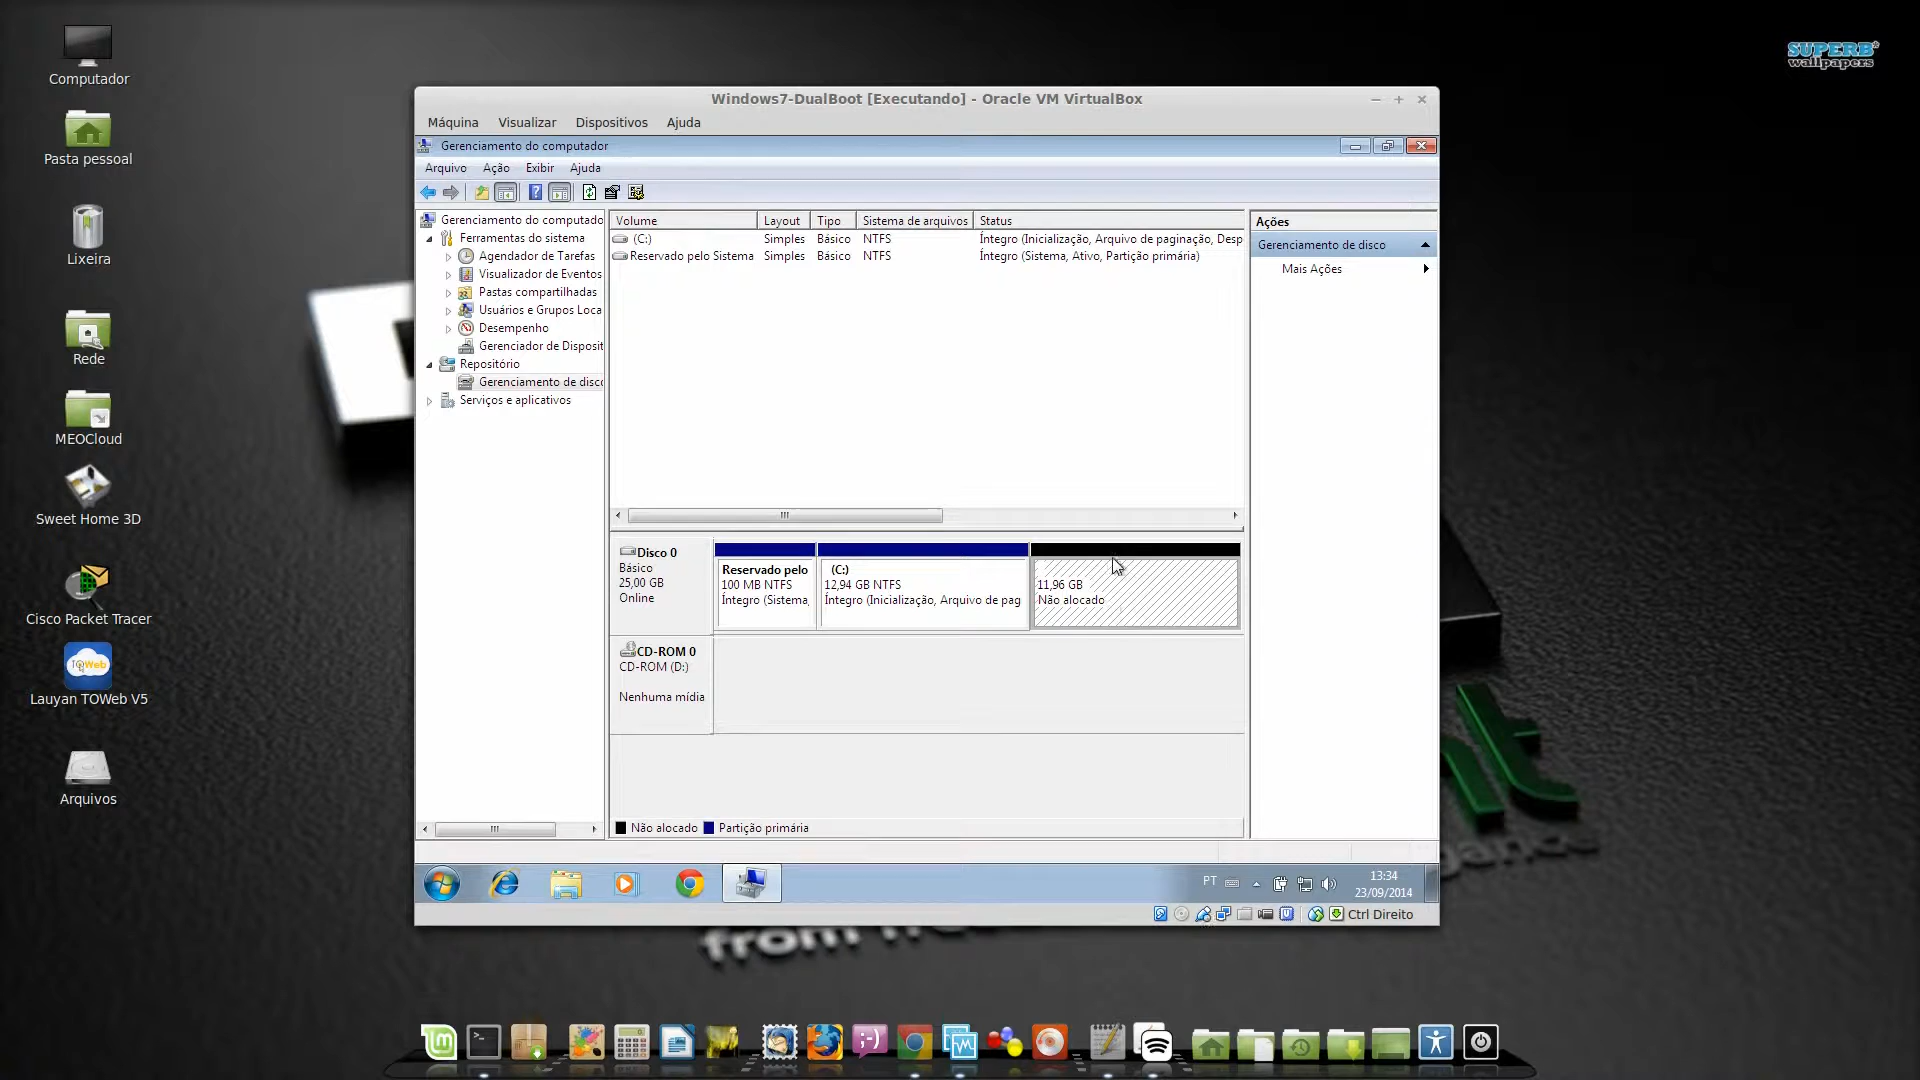 Computador
Pasta pessoal
Lixeira
Rede
MEOCloud
Sweet Home 3D
Cisco Packet Tracer
TOWeb
Lauyan TOWeb V5
Arquivos
SUPERB
wallpapers
Windows7-DualBoot [Executando] - Oracle VM VirtualBox
Máquina Visualizar Dispositivos Ajuda
Gerenciamento do computador
Arquivo Ação Exibir Ajuda
Gerenciamento do computado
Ferramentas do sistema
Agendador de Tarefas
Visualizador de Eventos
Pastas compartilhadas
Usuários e Grupos Loca
Desempenho
Gerenciador de Disposit
Repositório
Gerenciamento de disco
Serviços e aplicativos
Volume Layout Tipo Sistema de arquivos Status
(C:) Simples Básico NTFS Íntegro (Inicialização, Arquivo de paginação, Desp
Reservado pelo Sistema Simples Básico NTFS Íntegro (Sistema, Ativo, Partição primária)
Ações
Gerenciamento de disco
Mais Ações
Disco 0
Básico
25,00 GB
Online
Reservado pelo
100 MB NTFS
Íntegro (Sistema,
(C:)
12,94 GB NTFS
Íntegro (Inicialização, Arquivo de pag
11,96 GB
Não alocado
CD-ROM 0
CD-ROM (D:)
Nenhuma mídia
Não alocado Partição primária
PT
13:34
23/09/2014
Ctrl Direito
from